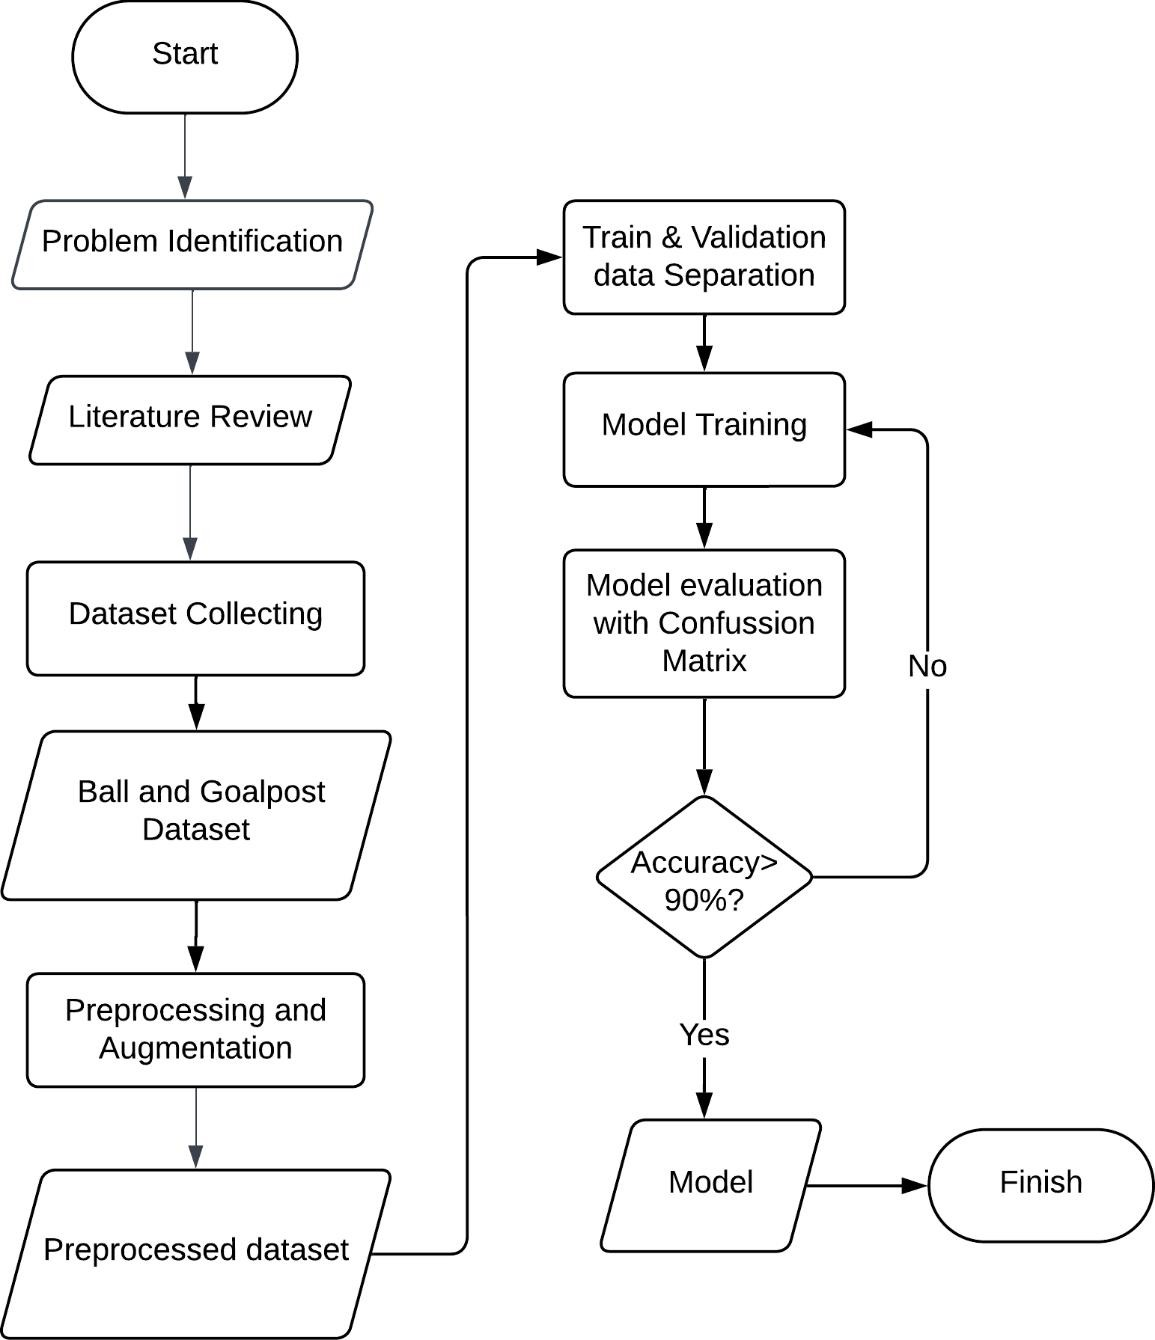 Start
Problem Identification
Literature Review
Dataset Collecting
Ball and Goalpost
Dataset
Preprocessing and
Augmentation
Preprocessed dataset
Train & Validation
data Separation
Model Training
Model evaluation
with Confussion
Matrix
No
Accuracy>
90%?
Yes
Model
Finish